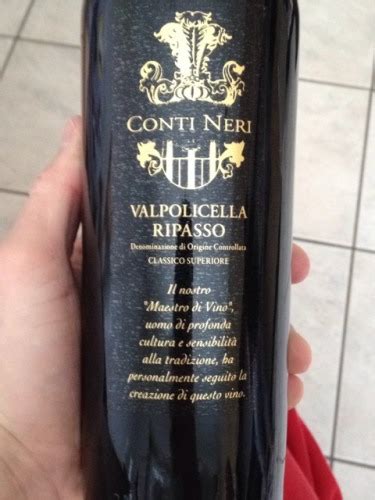 CONTI NERI
VALPOLICELLA
RIPASSO
Denominazione di Origine Controllata
CLASSICO SUPERIORE
Il nostro
"Maestro di Vino",
uomo di profonda
cultura e sensibilità
alla tradizione, ha
personalmente seguito la
creazione di questo vino.